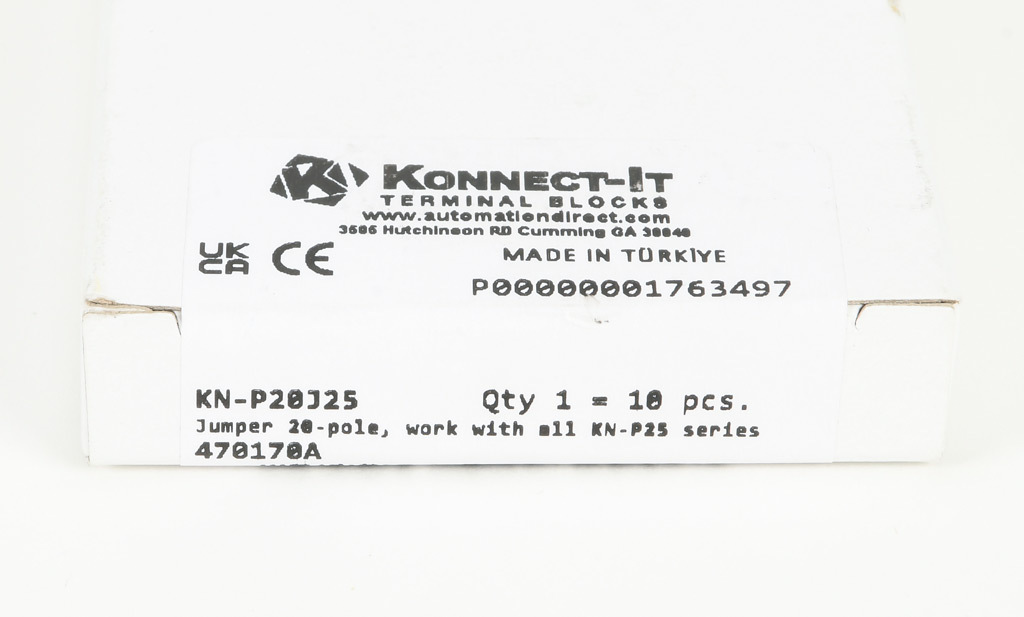 KONNECT-IT
TERMINAL BLOCKS
www.automationdirect.com
3505 Hutchinson RD Cumming GA 30040
UK
CA CE
MADE IN TÜRKİYE
P000000001763497
KN-P20J25 Qty 1 = 10 pcs.
Jumper 20-pole, work with all KN-P25 series
470170A